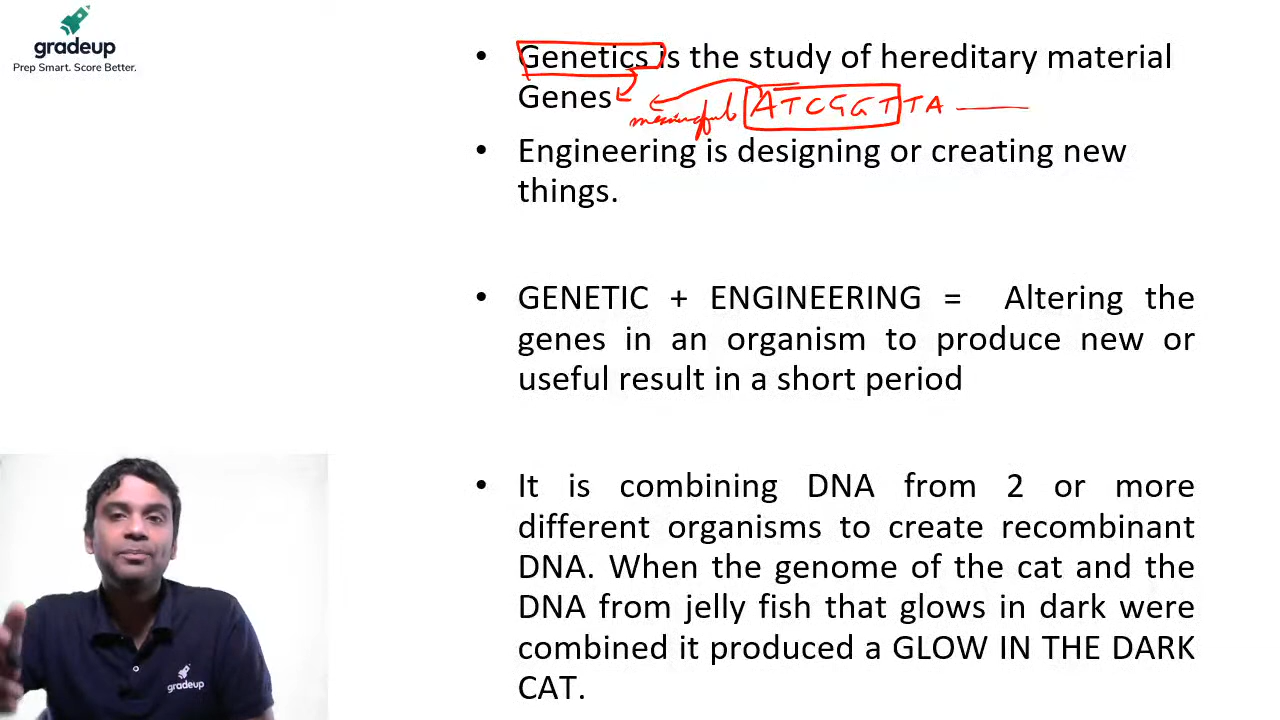 gradeup
Prep Smart. Score Better.
• Genetics is the study of hereditary material
Genes
meaningful ATCGGTTA
• Engineering is designing or creating new
things.
• GENETIC + ENGINEERING = Altering the
genes in an organism to produce new or
useful result in a short period
• It is combining DNA from 2 or more
different organisms to create recombinant
DNA. When the genome of the cat and the
DNA from jelly fish that glows in dark were
combined it produced a GLOW IN THE DARK
CAT.
gradeup